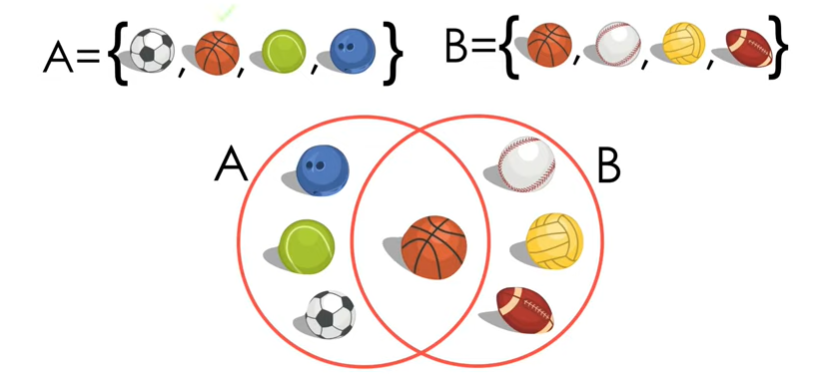 A={ , , , } B={ , , , }
A B